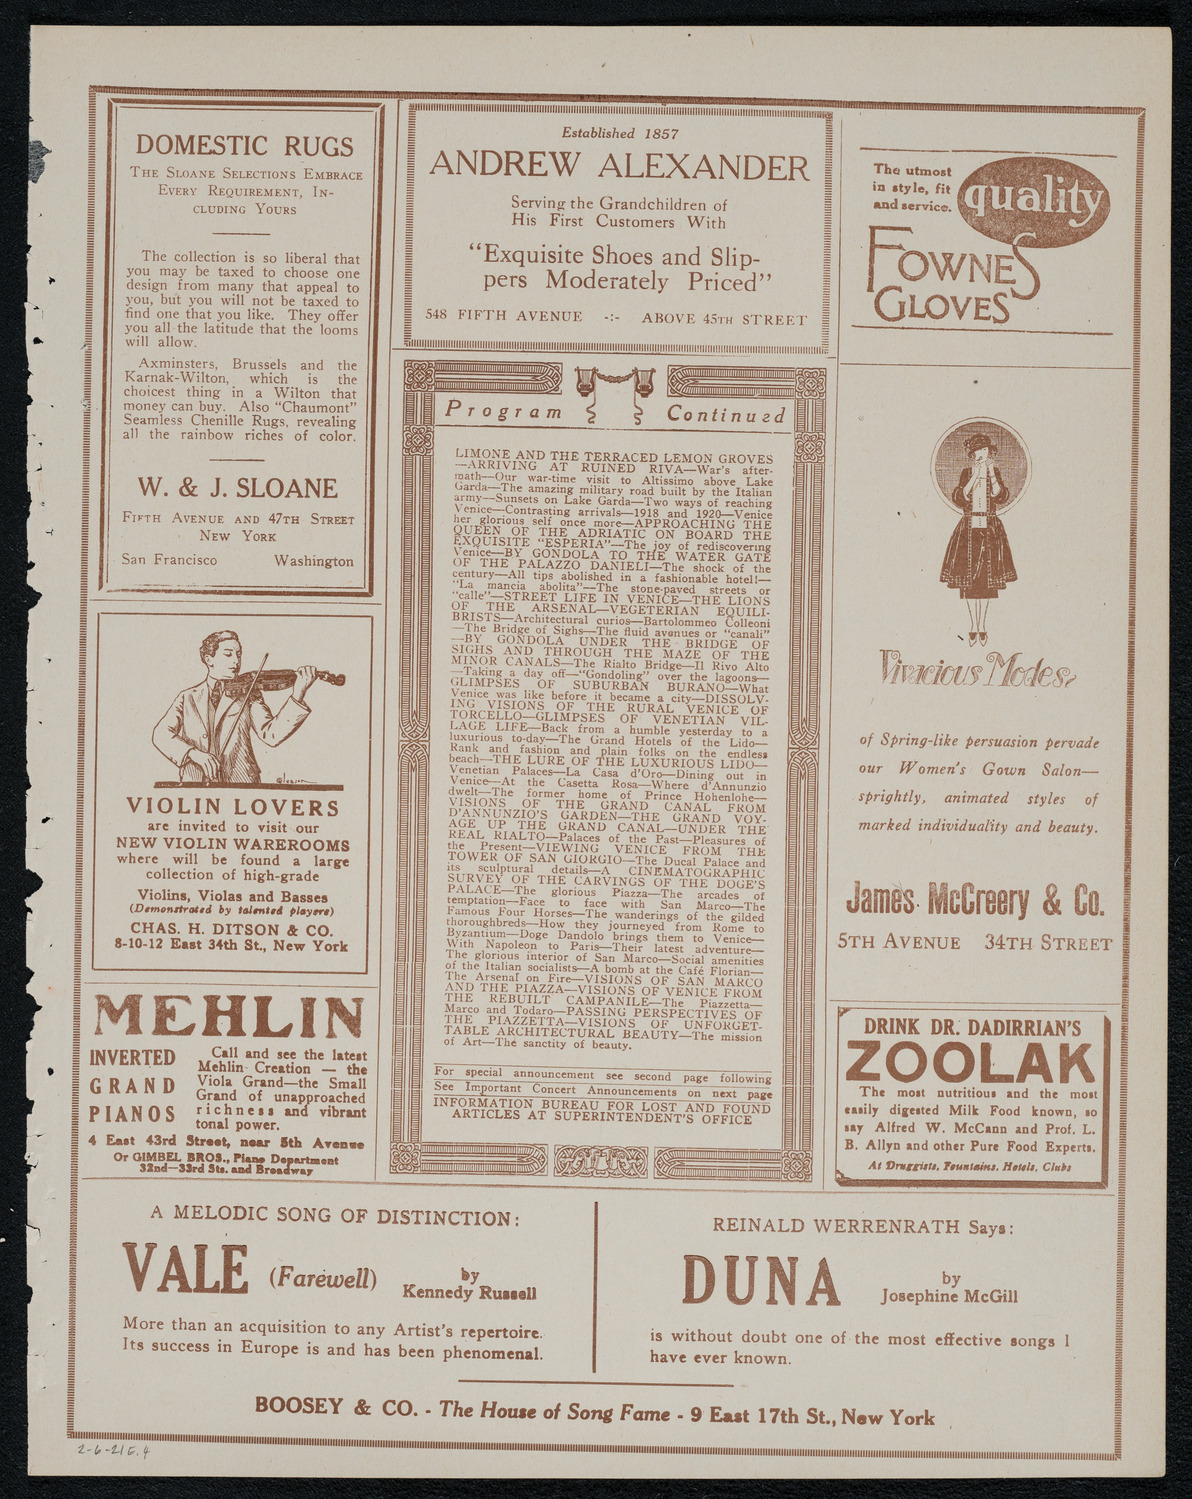 DOMESTIC RUGS
THE SLOANE SELECTIONS EMBRACE
EVERY REQUIREMENT, IN-
CLUDING YOURS
The collection is so liberal that
you may be taxed to choose one
design from many that appeal to
you, but you will not be taxed to
find one that you like. They offer
you all the latitude that the looms
will allow.
Axminsters, Brussels and the
Karnak-Wilton, which is the
choicest thing in a Wilton that
money can buy. Also "Chaumont"
Seamless Chenille Rugs, revealing
all the rainbow riches of color.
W. & J. SLOANE
FIFTH AVENUE AND 47TH STREET
NEW YORK
San Francisco Washington
VIOLIN LOVERS
are invited to visit our
NEW VIOLIN WAREROOMS
where will be found a large
collection of high-grade
Violins, Violas and Basses
(Demonstrated by talented players)
CHAS. H. DITSON & CO.
8-10-12 East 34th St., New York
MEHLIN
INVERTED
GRAND
PIANOS
Call and see the latest
Mehlin Creation — the
Viola Grand—the Small
Grand of unapproached
richness and vibrant
tonal power.
4 East 43rd Street, near 5th Avenue
Or GIMBEL BROS., Piano Department
32nd—33rd Sts. and Broadway
Established 1857
ANDREW ALEXANDER
Serving the Grandchildren of
His First Customers With
"Exquisite Shoes and Slip-
pers Moderately Priced"
548 FIFTH AVENUE -:- ABOVE 45TH STREET
Program Continued
LIMONE AND THE TERRACED LEMON GROVES
—ARRIVING AT RUINED RIVA—War's after-
math—Our war-time visit to Altissimo above Lake
Garda—The amazing military road built by the Italian
army—Sunsets on Lake Garda—Two ways of reaching
Venice—Contrasting arrivals—1918 and 1920—Venice
her glorious self once more—APPROACHING THE
QUEEN OF THE ADRIATIC ON BOARD THE
EXQUISITE "ESPERIA"—The joy of rediscovering
Venice—BY GONDOLA TO THE WATER GATE
OF THE PALAZZO DANIELI—The shock of the
century—All tips abolished in a fashionable hotel!—
"La mancia abolita"—The stone-paved streets or
"calle"—STREET LIFE IN VENICE—THE LIONS
OF THE ARSENAL—VEGETERIAN EQUILI-
BRISTS—Architectural curios—Bartolommeo Colleoni
—The Bridge of Sighs—The fluid avenues or "canali"
—BY GONDOLA UNDER THE BRIDGE OF
SIGHS AND THROUGH THE MAZE OF THE
MINOR CANALS—The Rialto Bridge—Il Rivo Alto
—Taking a day off—"Gondoling" over the lagoons—
GLIMPSES OF SUBURBAN BURANO—What
Venice was like before it became a city—DISSOLV-
ING VISIONS OF THE RURAL VENICE OF
TORCELLO—GLIMPSES OF VENETIAN VIL-
LAGE LIFE—Back from a humble yesterday to a
luxurious to-day—The Grand Hotels of the Lido—
Rank and fashion and plain folks on the endless
beach—THE LURE OF THE LUXURIOUS LIDO—
Venetian Palaces—La Casa d'Oro—Dining out in
Venice—At the Casetta Rosa—Where d'Annunzio
dwelt—The former home of Prince Hohenlohe—
VISIONS OF THE GRAND CANAL FROM
D'ANNUNZIO'S GARDEN—THE GRAND VOY-
AGE UP THE GRAND CANAL—UNDER THE
REAL RIALTO—Palaces of the Past—Pleasures of
the Present—VIEWING VENICE FROM THE
TOWER OF SAN GIORGIO—The Ducal Palace and
its sculptural details—A CINEMATOGRAPHIC
SURVEY OF THE CARVINGS OF THE DOGE'S
PALACE—The glorious Piazza—The arcades of
temptation—Face to face with San Marco—The
Famous Four Horses—The wanderings of the gilded
thoroughbreds—How they journeyed from Rome to
Byzantium—Doge Dandolo brings them to Venice—
With Napoleon to Paris—Their latest adventure—
The glorious interior of San Marco—Social amenities
of the Italian socialists—A bomb at the Café Florian—
The Arsenal on Fire—VISIONS OF SAN MARCO
AND THE PIAZZA—VISIONS OF VENICE FROM
THE REBUILT CAMPANILE—The Piazzetta—
Marco and Todaro—PASSING PERSPECTIVES OF
THE PIAZZETTA—VISIONS OF UNFORGET-
TABLE ARCHITECTURAL BEAUTY—The mission
of Art—The sanctity of beauty.
For special announcement see second page following
See Important Concert Announcements on next page
INFORMATION BUREAU FOR LOST AND FOUND
ARTICLES AT SUPERINTENDENT'S OFFICE
The utmost
in style, fit
and service.
quality
FOWNES
GLOVES
Vivacious Modes
of Spring-like persuasion pervade
our Women's Gown Salon—
sprightly, animated styles of
marked individuality and beauty.
James McCreery & Co.
5TH AVENUE 34TH STREET
DRINK DR. DADIRRIAN'S
ZOOLAK
The most nutritious and the most
easily digested Milk Food known, so
say Alfred W. McCann and Prof. L.
B. Allyn and other Pure Food Experts.
At Druggists, Fountains, Hotels, Clubs
A MELODIC SONG OF DISTINCTION:
VALE (Farewell) by
Kennedy Russell
More than an acquisition to any Artist's repertoire.
Its success in Europe is and has been phenomenal.
REINALD WERRENRATH Says:
DUNA by
Josephine McGill
is without doubt one of the most effective songs I
have ever known.
BOOSEY & CO. - The House of Song Fame - 9 East 17th St., New York
2-6-21E.4